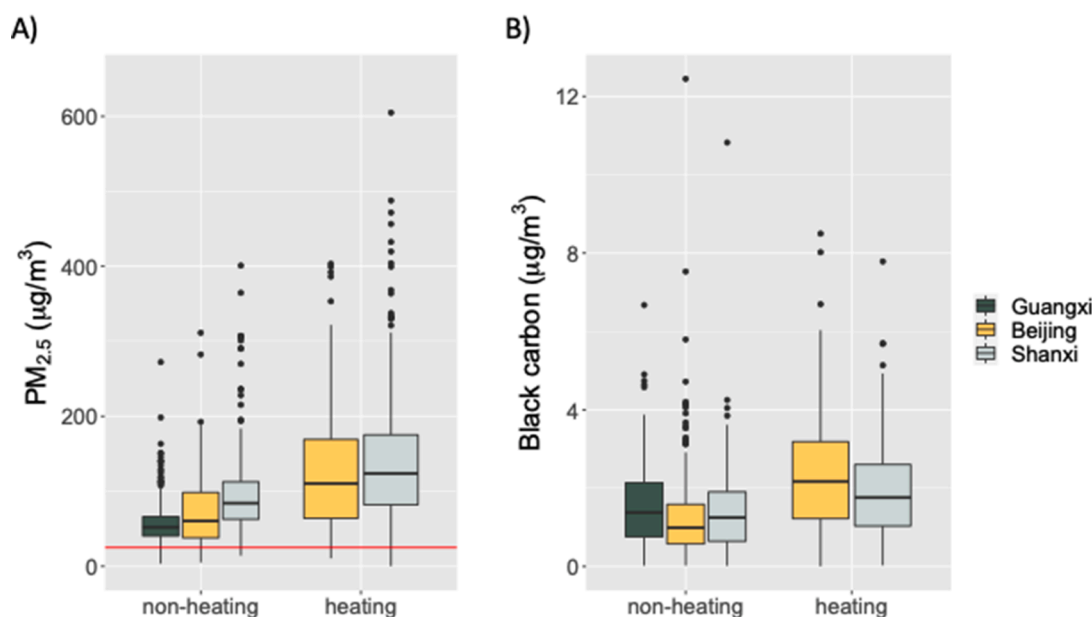 A)
PM2.5 (μg/m3)
600
400
200
0
non-heating heating
B)
Black carbon (μg/m3)
12
8
4
0
non-heating heating
Guangxi
Beijing
Shanxi